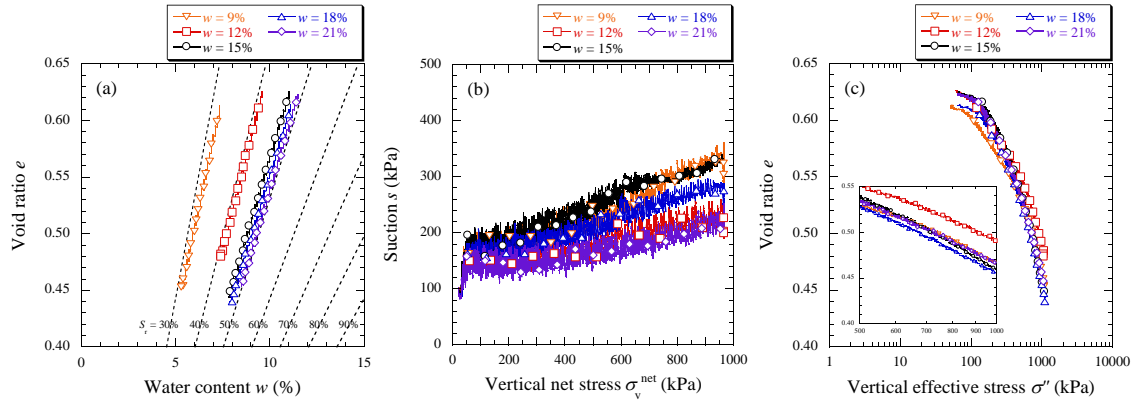 w = 9%
w = 18%
w = 12%
w = 21%
w = 15%
w = 9%
w = 18%
w = 12%
w = 21%
w = 15%
w = 9%
w = 18%
w = 12%
w = 21%
w = 15%
(a)
0.65
0.60
0.55
0.50
0.45
0.40
Void ratio e
Sr = 30% 40% 50% 60% 70% 80% 90%
0 5 10 15
Water content w (%)
(b)
500
400
300
200
100
0
Suction s (kPa)
0 200 400 600 800 1000
Vertical net stress σv^net (kPa)
(c)
0.65
0.60
0.55
0.50
0.45
0.40
Void ratio e
0.55
0.50
0.45
0.40
500 600 700 800 900 1000
1 10 100 1000 10000
Vertical effective stress σ″ (kPa)